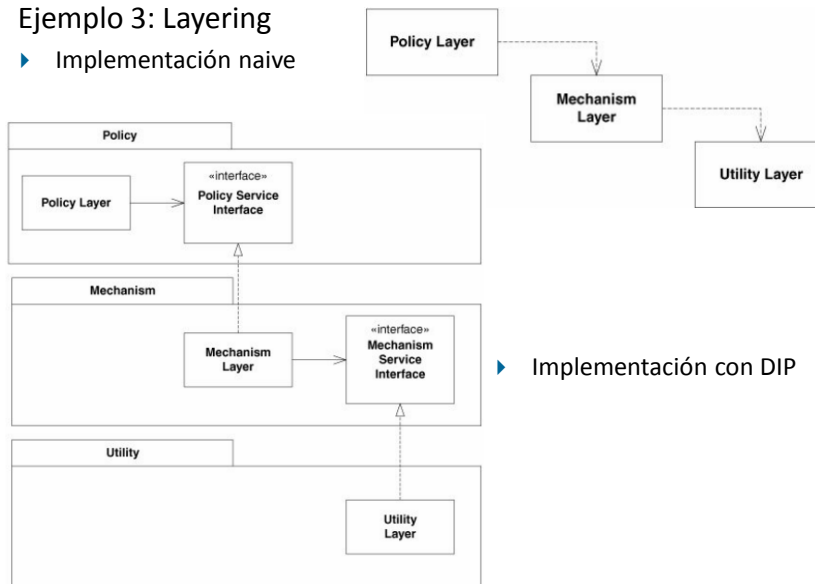 Ejemplo 3: Layering
Implementación naive
Policy Layer
Mechanism
Layer
Utility Layer
Policy
Policy Layer
«interface»
Policy Service
Interface
Mechanism
Mechanism
Layer
«interface»
Mechanism
Service
Interface
Implementación con DIP
Utility
Utility
Layer